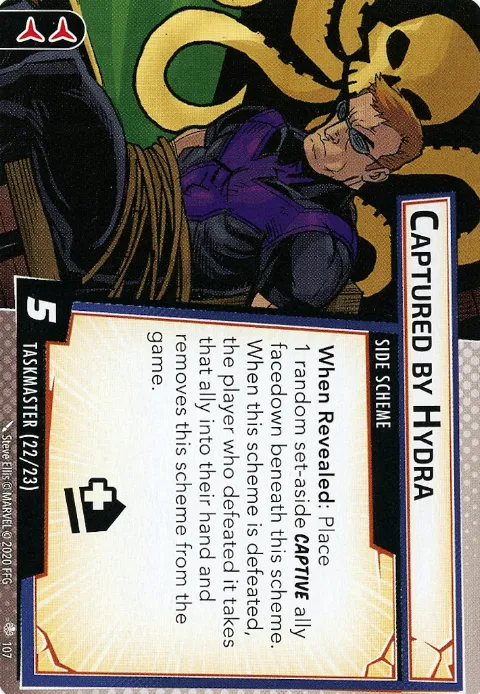 CAPTURED BY HYDRA
SIDE SCHEME
When Revealed: Place
1 random set-aside CAPTIVE ally
facedown beneath this scheme.
When this scheme is defeated,
the player who defeated it takes
that ally into their hand and
removes this scheme from the
game.
5
TASKMASTER (22/23)
Steve Ellis © MARVEL © 2020 FFG
107